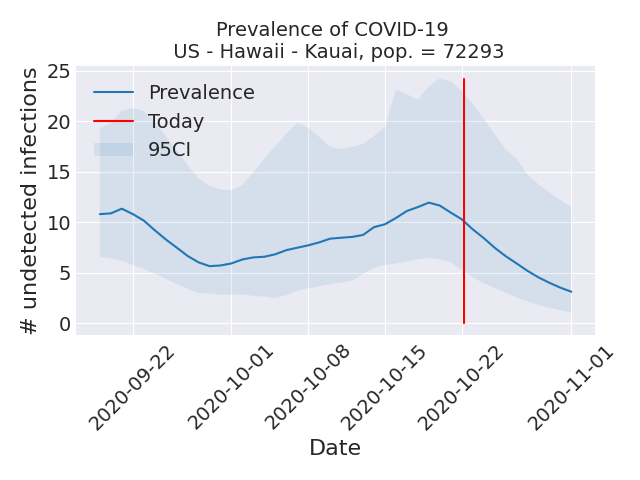 Prevalence of COVID-19
US - Hawaii - Kauai, pop. = 72293
# undetected infections
25
20
15
10
5
0
Prevalence
Today
95CI
2020-09-22
2020-10-01
2020-10-08
2020-10-15
2020-10-22
2020-11-01
Date